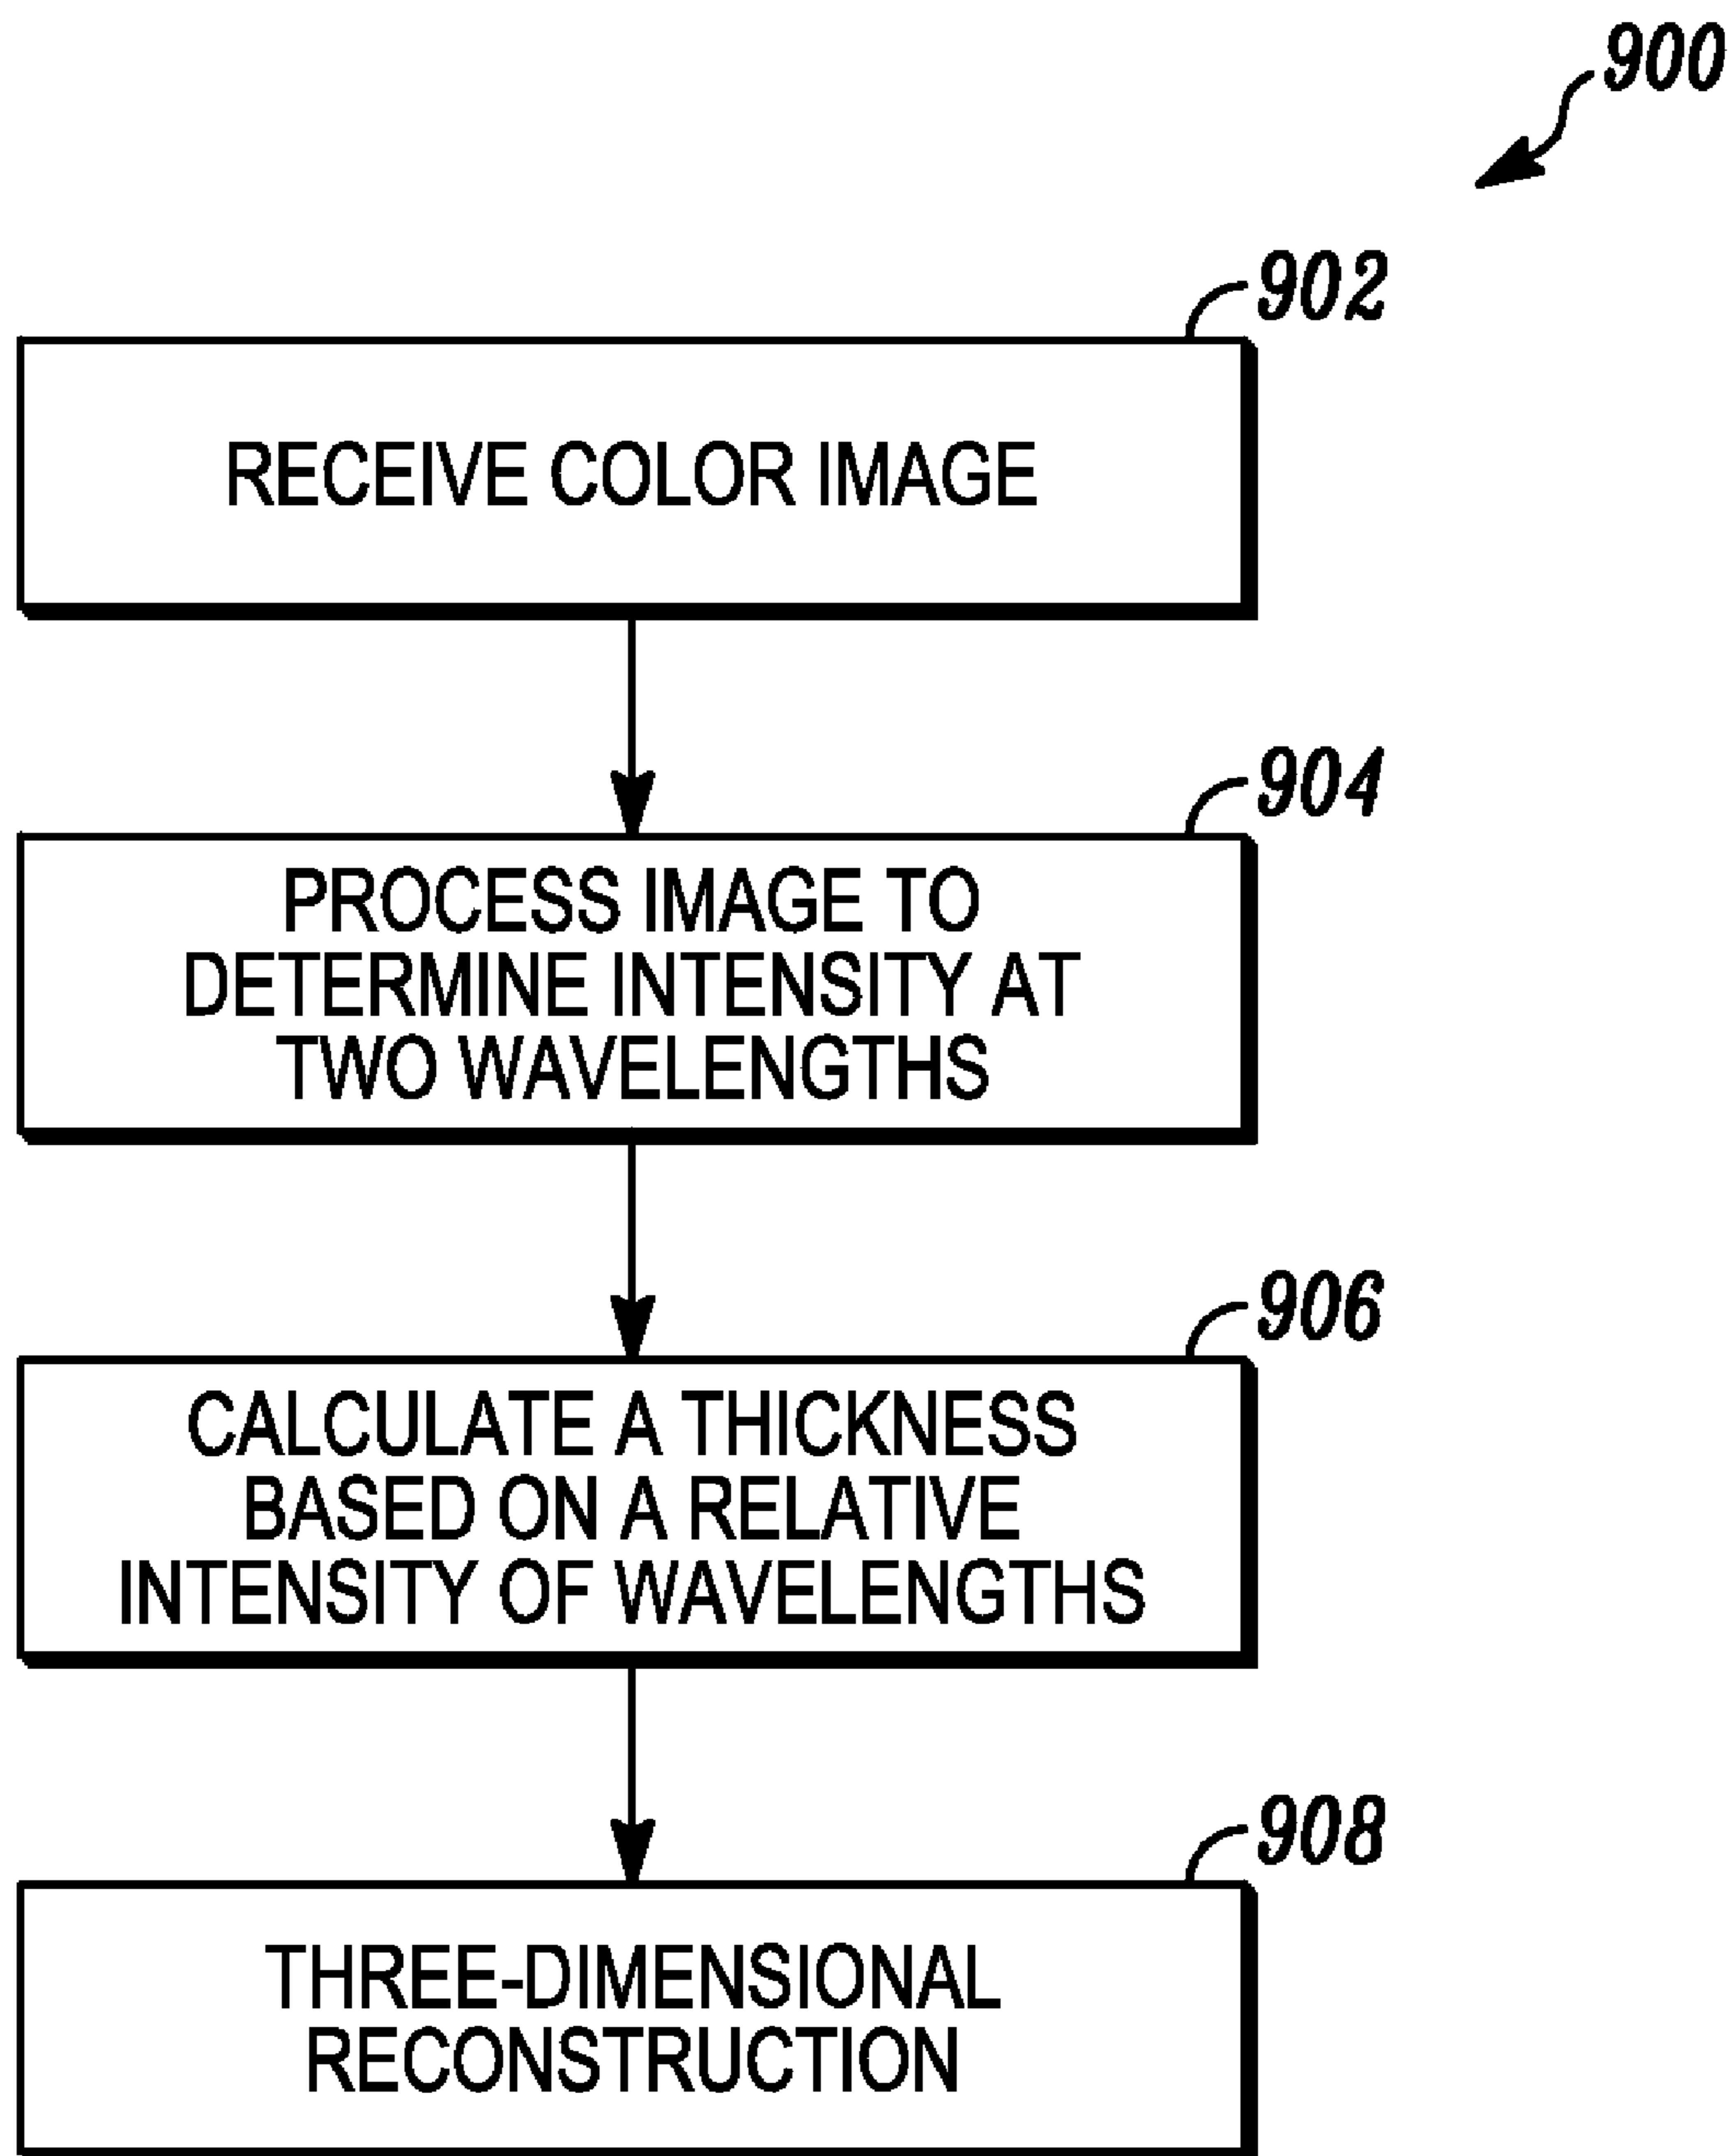 900
902
RECEIVE COLOR IMAGE
904
PROCESS IMAGE TO
DETERMINE INTENSITY AT
TWO WAVELENGTHS
906
CALCULATE A THICKNESS
BASED ON A RELATIVE
INTENSITY OF WAVELENGTHS
908
THREE-DIMENSIONAL
RECONSTRUCTION